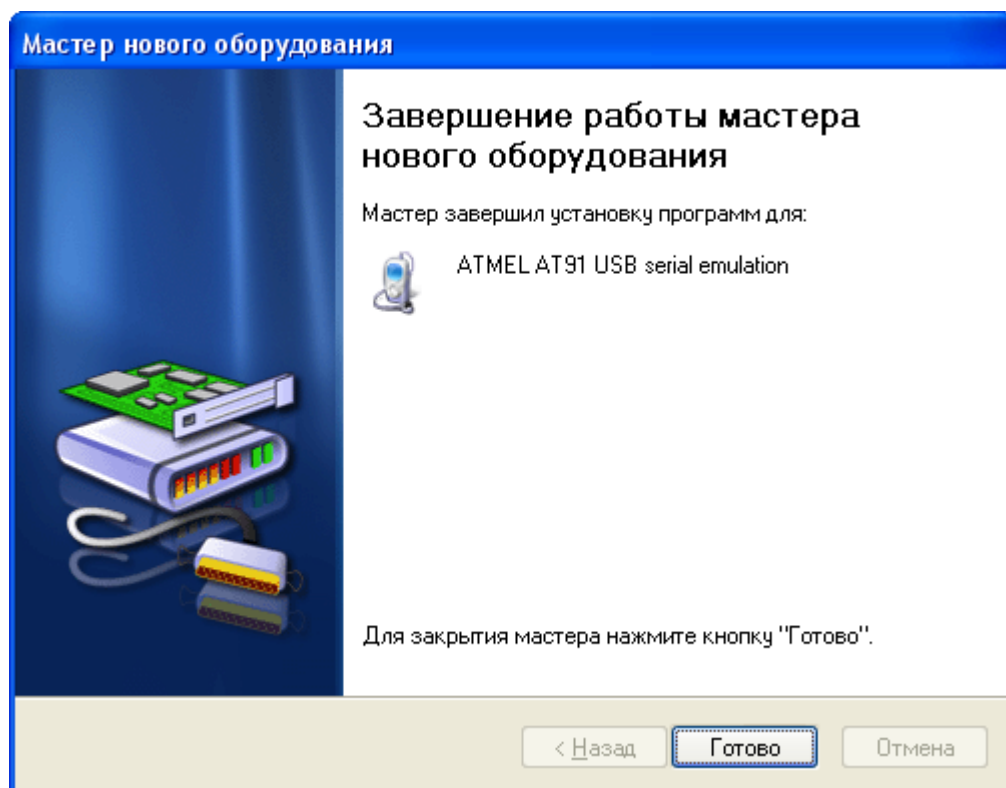 Мастер нового оборудования
Завершение работы мастера
нового оборудования
Мастер завершил установку программ для:
ATMEL AT91 USB serial emulation
Для закрытия мастера нажмите кнопку "Готово".
< Назад
Готово
Отмена